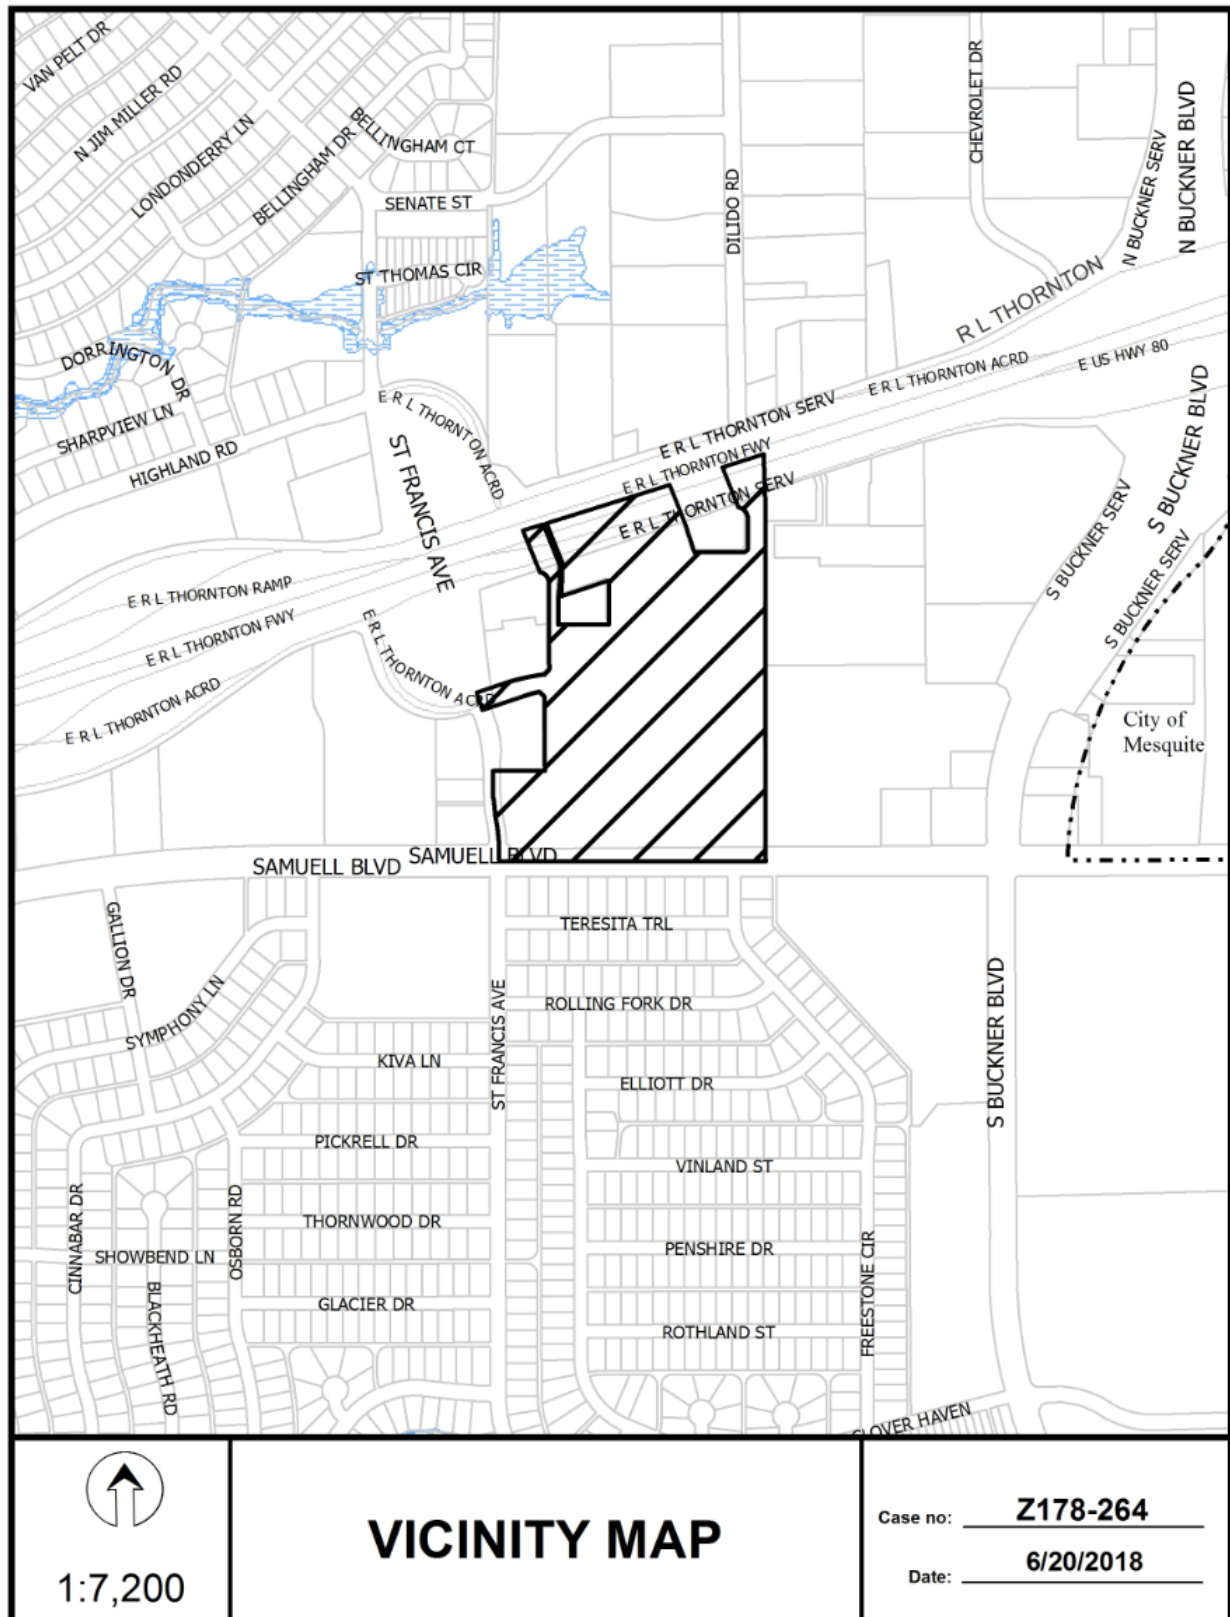 VAN PELT DR
N JIM MILLER RD
LONDONDERRY LN
BELLINGHAM DR
BELLINGHAM CT
SENATE ST
ST THOMAS CIR
DILIDO RD
CHEVROLET DR
N BUCKNER SERV
N BUCKNER BLVD
R L THORNTON
DORRINGTON DR
SHARPVIEW LN
HIGHLAND RD
E R L THORNTON ACRD
ST FRANCIS AVE
E R L THORNTON SERV
E R L THORNTON ACRD
E US HWY 80
E R L THORNTON FWY
E R L THORNTON SERV
S BUCKNER BLVD
S BUCKNER SERV
S BUCKNER SERV
E R L THORNTON RAMP
E R L THORNTON FWY
E R L THORNTON ACRD
E R L THORNTON ACRD
City of
Mesquite
SAMUELL BLVD
SAMUELL BLVD
GALLION DR
SYMPHONY LN
TERESITA TRL
ST FRANCIS AVE
ROLLING FORK DR
KIVA LN
ELLIOTT DR
S BUCKNER BLVD
PICKRELL DR
VINLAND ST
CINNABAR DR
OSBORN RD
THORNWOOD DR
SHOWBEND LN
PENSHIRE DR
FREESTONE CIR
BLACKHEATH RD
GLACIER DR
ROTHLAND ST
CLOVER HAVEN
1:7,200
VICINITY MAP
Case no: Z178-264
Date: 6/20/2018